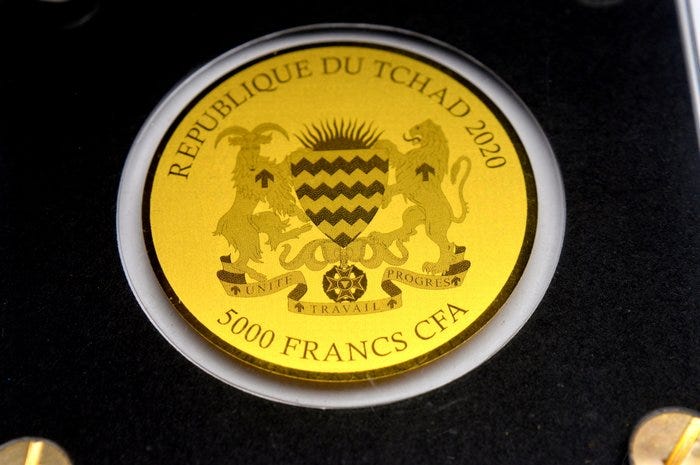 REPUBLIQUE DU TCHAD 2020
UNITE TRAVAIL PROGRES
5000 FRANCS CFA